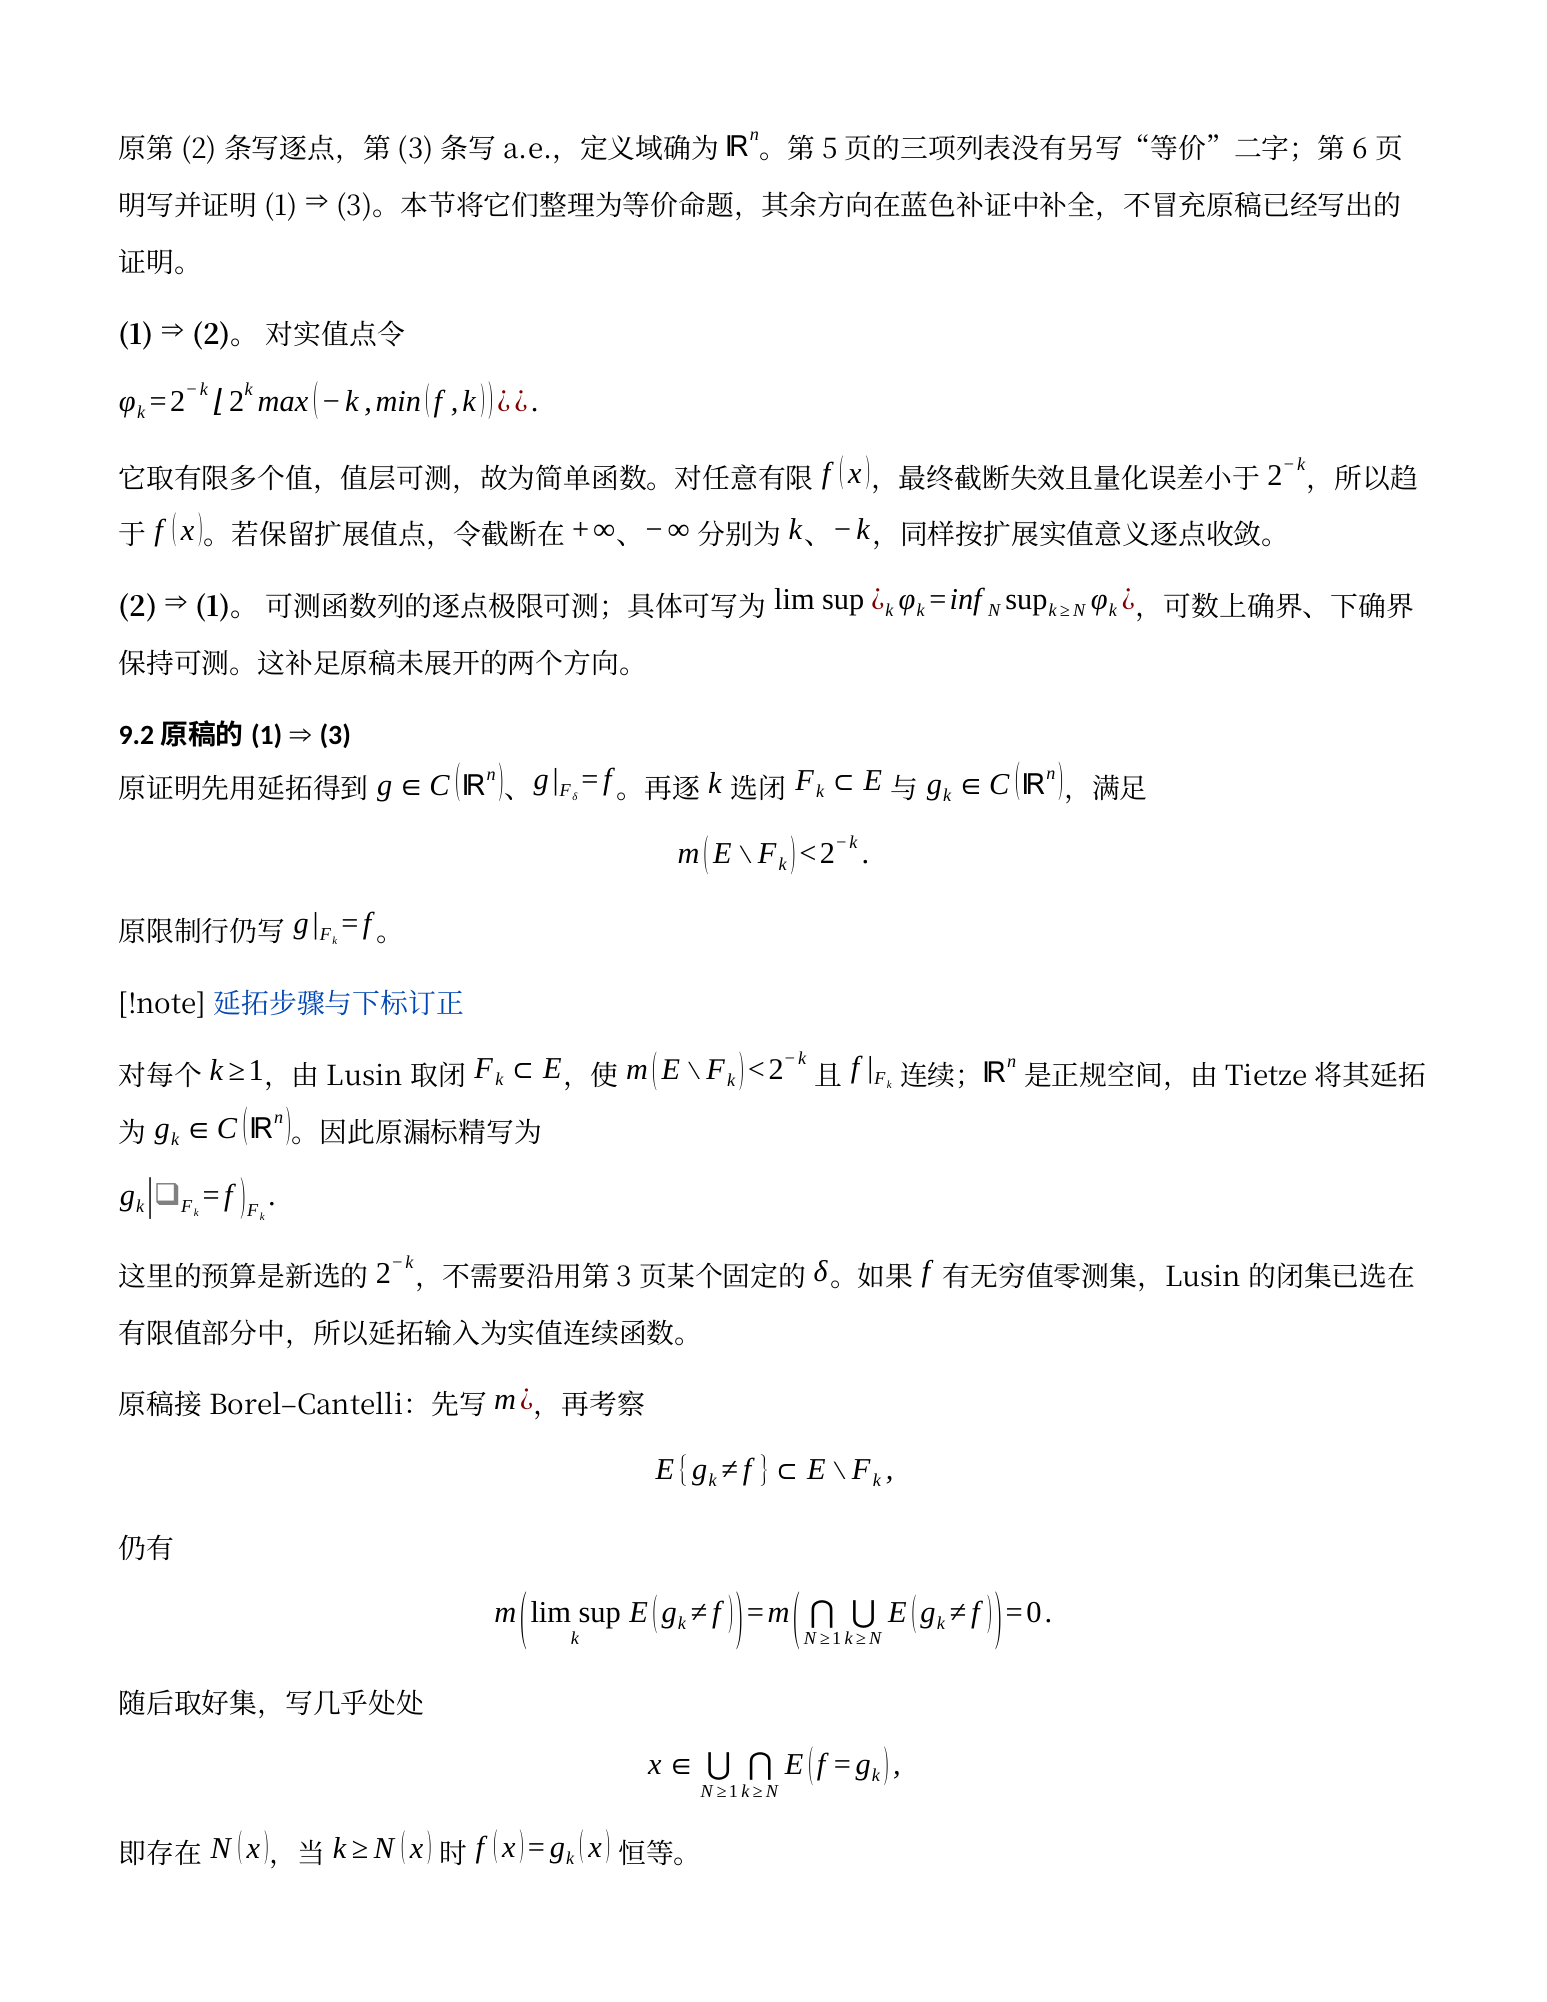 原第 (2) 条写逐点，第 (3) 条写 a.e.，定义域确为 ℝⁿ。第 5 页的三项列表没有另写“等价”二字；第 6 页
明写并证明 (1) ⇒ (3)。本节将它们整理为等价命题，其余方向在蓝色补证中补全，不冒充原稿已经写出的
证明。
(1) ⇒ (2)。 对实值点令
φ_k = 2^{-k} ⌊ 2^k max(−k, min(f, k)) ¿¿.
它取有限多个值，值层可测，故为简单函数。对任意有限 f(x)，最终截断失效且量化误差小于 2^{-k}，所以趋
于 f(x)。若保留扩展值点，令截断在 +∞、−∞ 分别为 k、−k，同样按扩展实值意义逐点收敛。
(2) ⇒ (1)。 可测函数列的逐点极限可测；具体可写为 lim sup ¿_k φ_k = inf_N sup_{k≥N} φ_k ¿，可数上确界、下确界
保持可测。这补足原稿未展开的两个方向。
9.2 原稿的 (1) ⇒ (3)
原证明先用延拓得到 g ∈ C(ℝⁿ)、g|_{F_δ} = f。再逐 k 选闭 F_k ⊂ E 与 g_k ∈ C(ℝⁿ)，满足
m(E∖F_k) < 2^{-k}.
原限制行仍写 g|_{F_k} = f。
[!note] 延拓步骤与下标订正
对每个 k ≥ 1，由 Lusin 取闭 F_k ⊂ E，使 m(E∖F_k) < 2^{-k} 且 f|_{F_k} 连续；ℝⁿ 是正规空间，由 Tietze 将其延拓
为 g_k ∈ C(ℝⁿ)。因此原漏标精写为
g_k|❑_{F_k} = f)_{F_k}.
这里的预算是新选的 2^{-k}，不需要沿用第 3 页某个固定的 δ。如果 f 有无穷值零测集，Lusin 的闭集已选在
有限值部分中，所以延拓输入为实值连续函数。
原稿接 Borel–Cantelli：先写 m¿，再考察
E{g_k ≠ f} ⊂ E∖F_k,
仍有
m(lim sup_k E(g_k ≠ f)) = m(⋂_{N≥1} ⋃_{k≥N} E(g_k ≠ f)) = 0.
随后取好集，写几乎处处
x ∈ ⋃_{N≥1} ⋂_{k≥N} E(f = g_k),
即存在 N(x)，当 k ≥ N(x) 时 f(x) = g_k(x) 恒等。